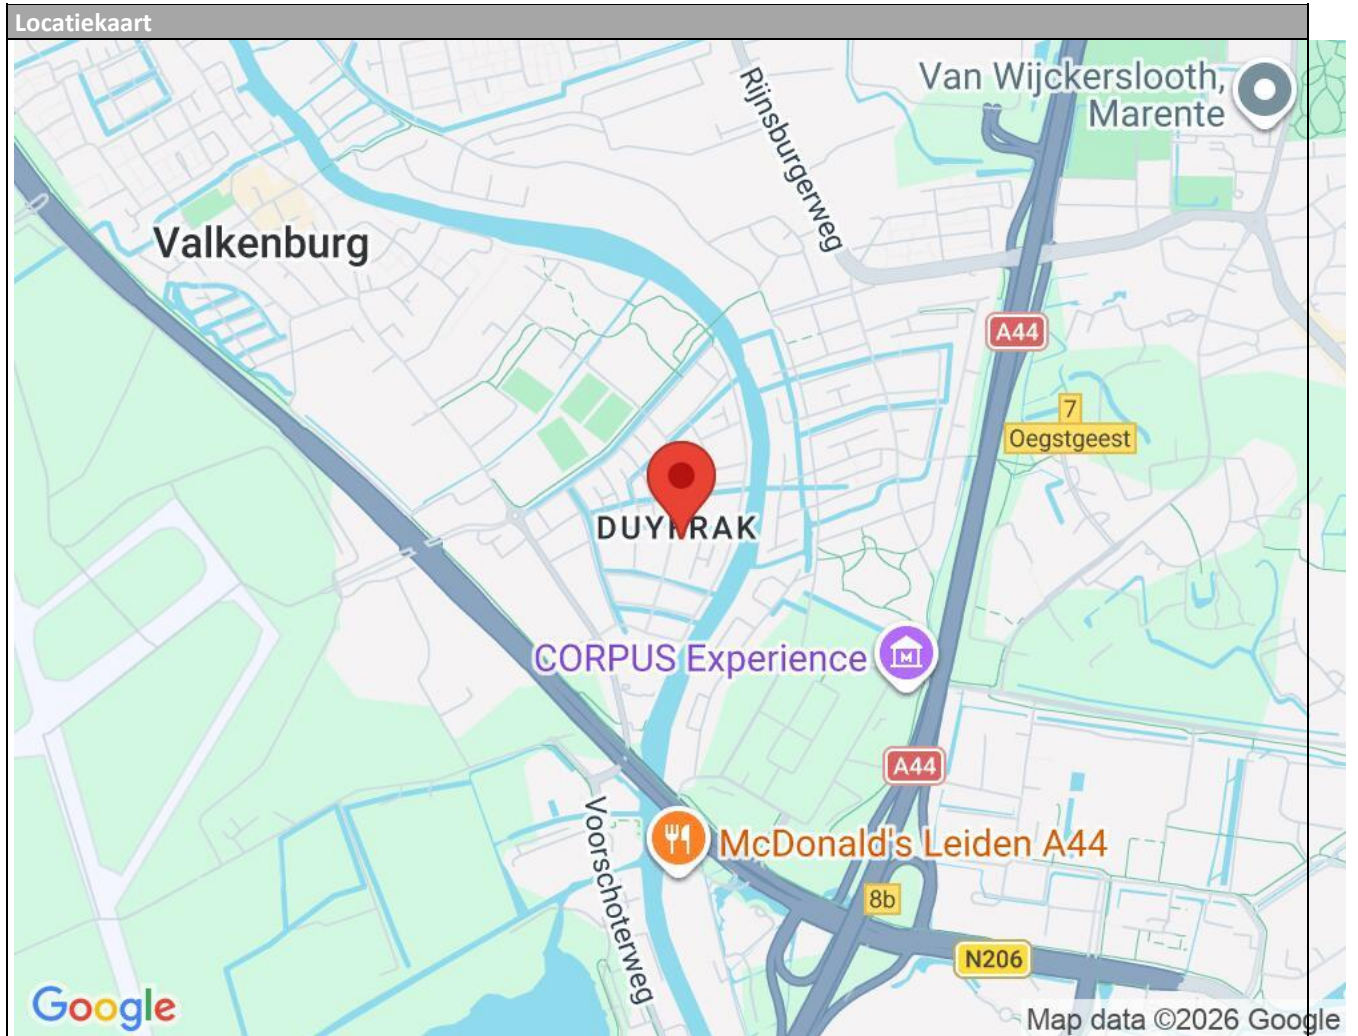 Locatiekaart
Van Wijckerslooth,
Marente
Rijnsburgerweg
Valkenburg
A44
7
Oegstgeest
CORPUS Experience
A44
McDonald's Leiden A44
Voorschoterweg
8b
N206
Google
Map data ©2026 Google